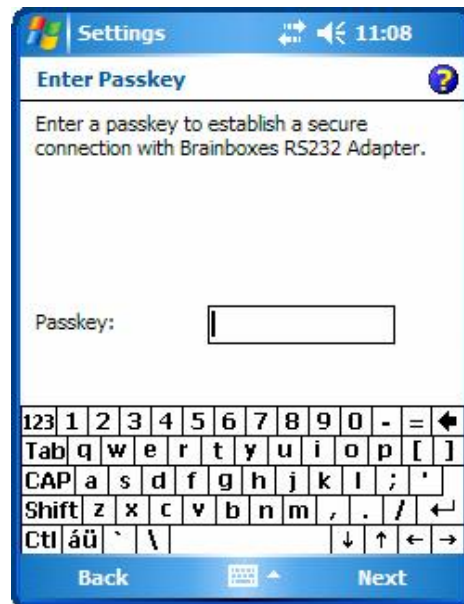 Settings 11:08
Enter Passkey ?
Enter a passkey to establish a secure
connection with Brainboxes RS232 Adapter.
Passkey:
123 1 2 3 4 5 6 7 8 9 0 - = 🡄
Tab q w e r t y u i o p [ ]
CAP a s d f g h j k l ; '
Shift z x c v b n m , . / ↵
Ctl áü ` \ ↓ ↑ ← →
Back Next